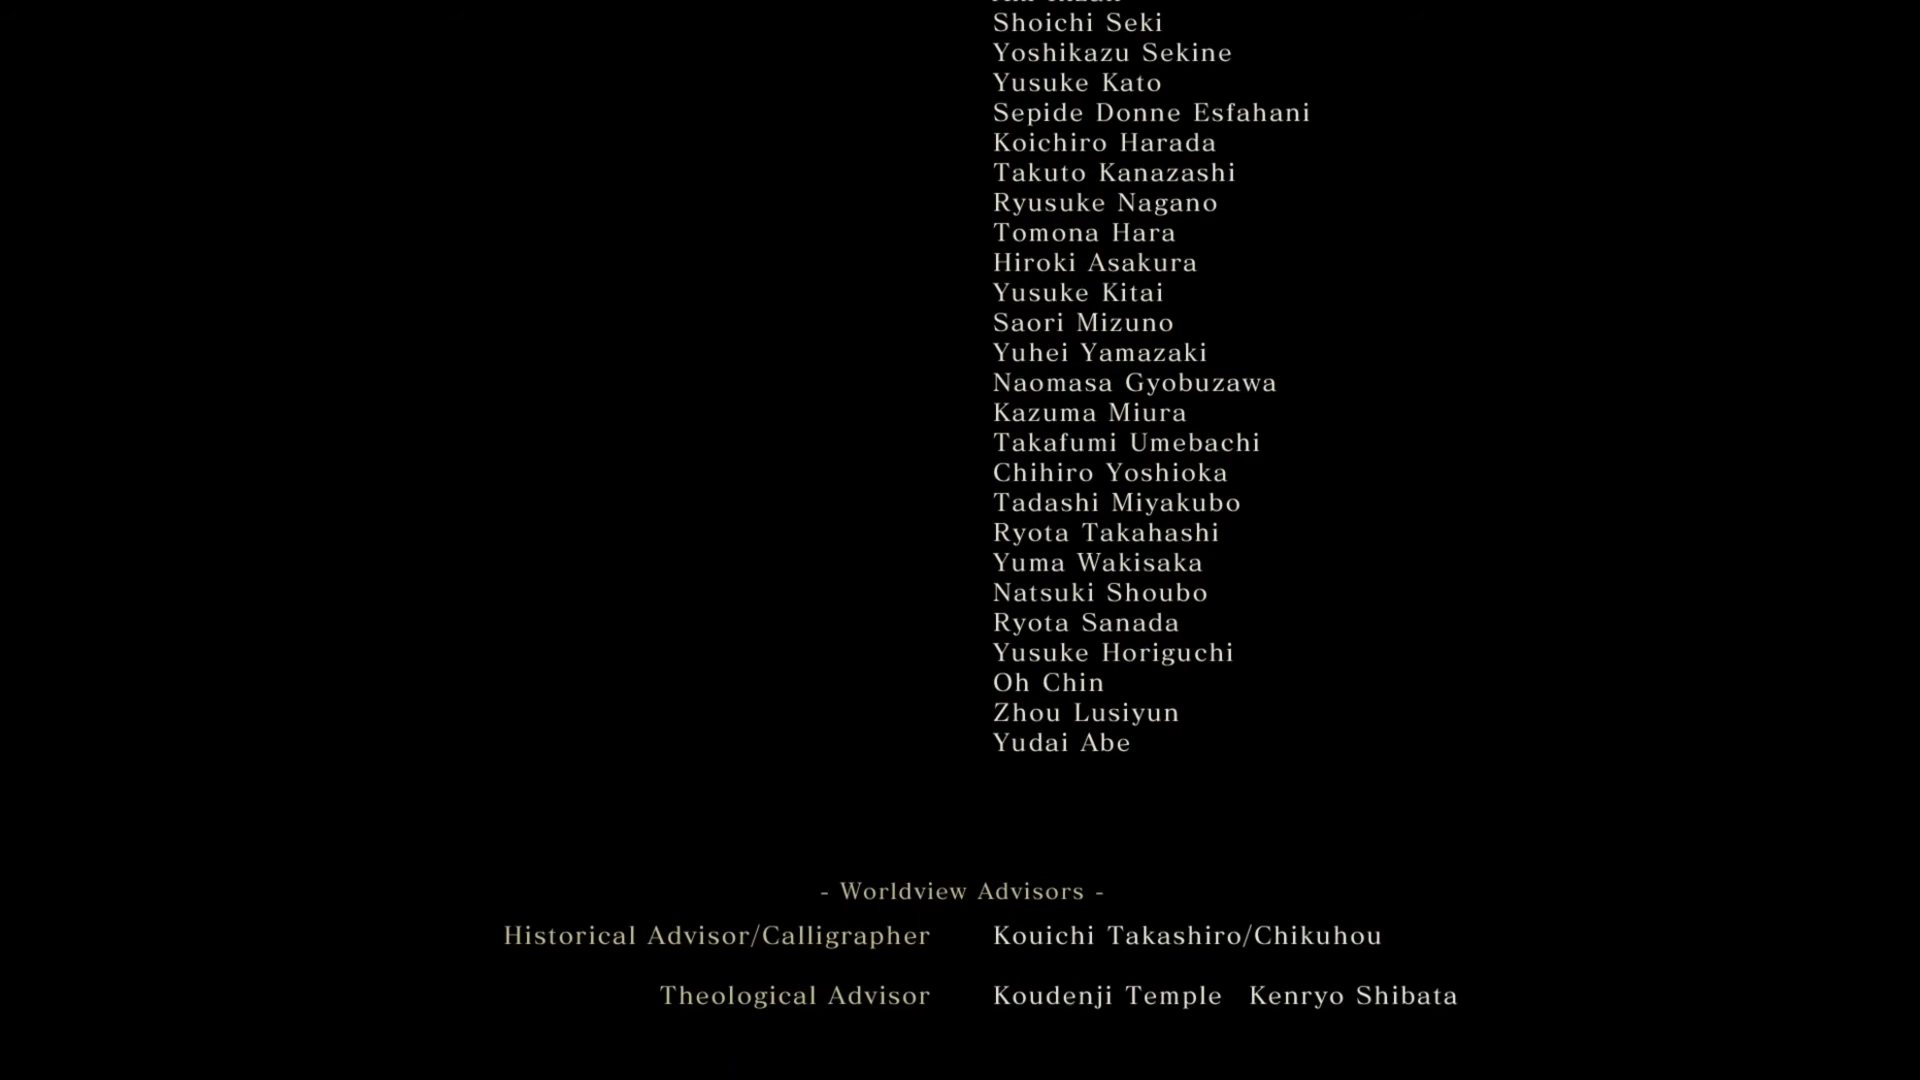 Shoichi Seki
Yoshikazu Sekine
Yusuke Kato
Sepide Donne Esfahani
Koichiro Harada
Takuto Kanazashi
Ryusuke Nagano
Tomona Hara
Hiroki Asakura
Yusuke Kitai
Saori Mizuno
Yuhei Yamazaki
Naomasa Gyobuzawa
Kazuma Miura
Takafumi Umebachi
Chihiro Yoshioka
Tadashi Miyakubo
Ryota Takahashi
Yuma Wakisaka
Natsuki Shoubo
Ryota Sanada
Yusuke Horiguchi
Oh Chin
Zhou Lusiyun
Yudai Abe
- Worldview Advisors -
Historical Advisor/Calligrapher Kouichi Takashiro/Chikuhou
Theological Advisor Koudenji Temple Kenryo Shibata